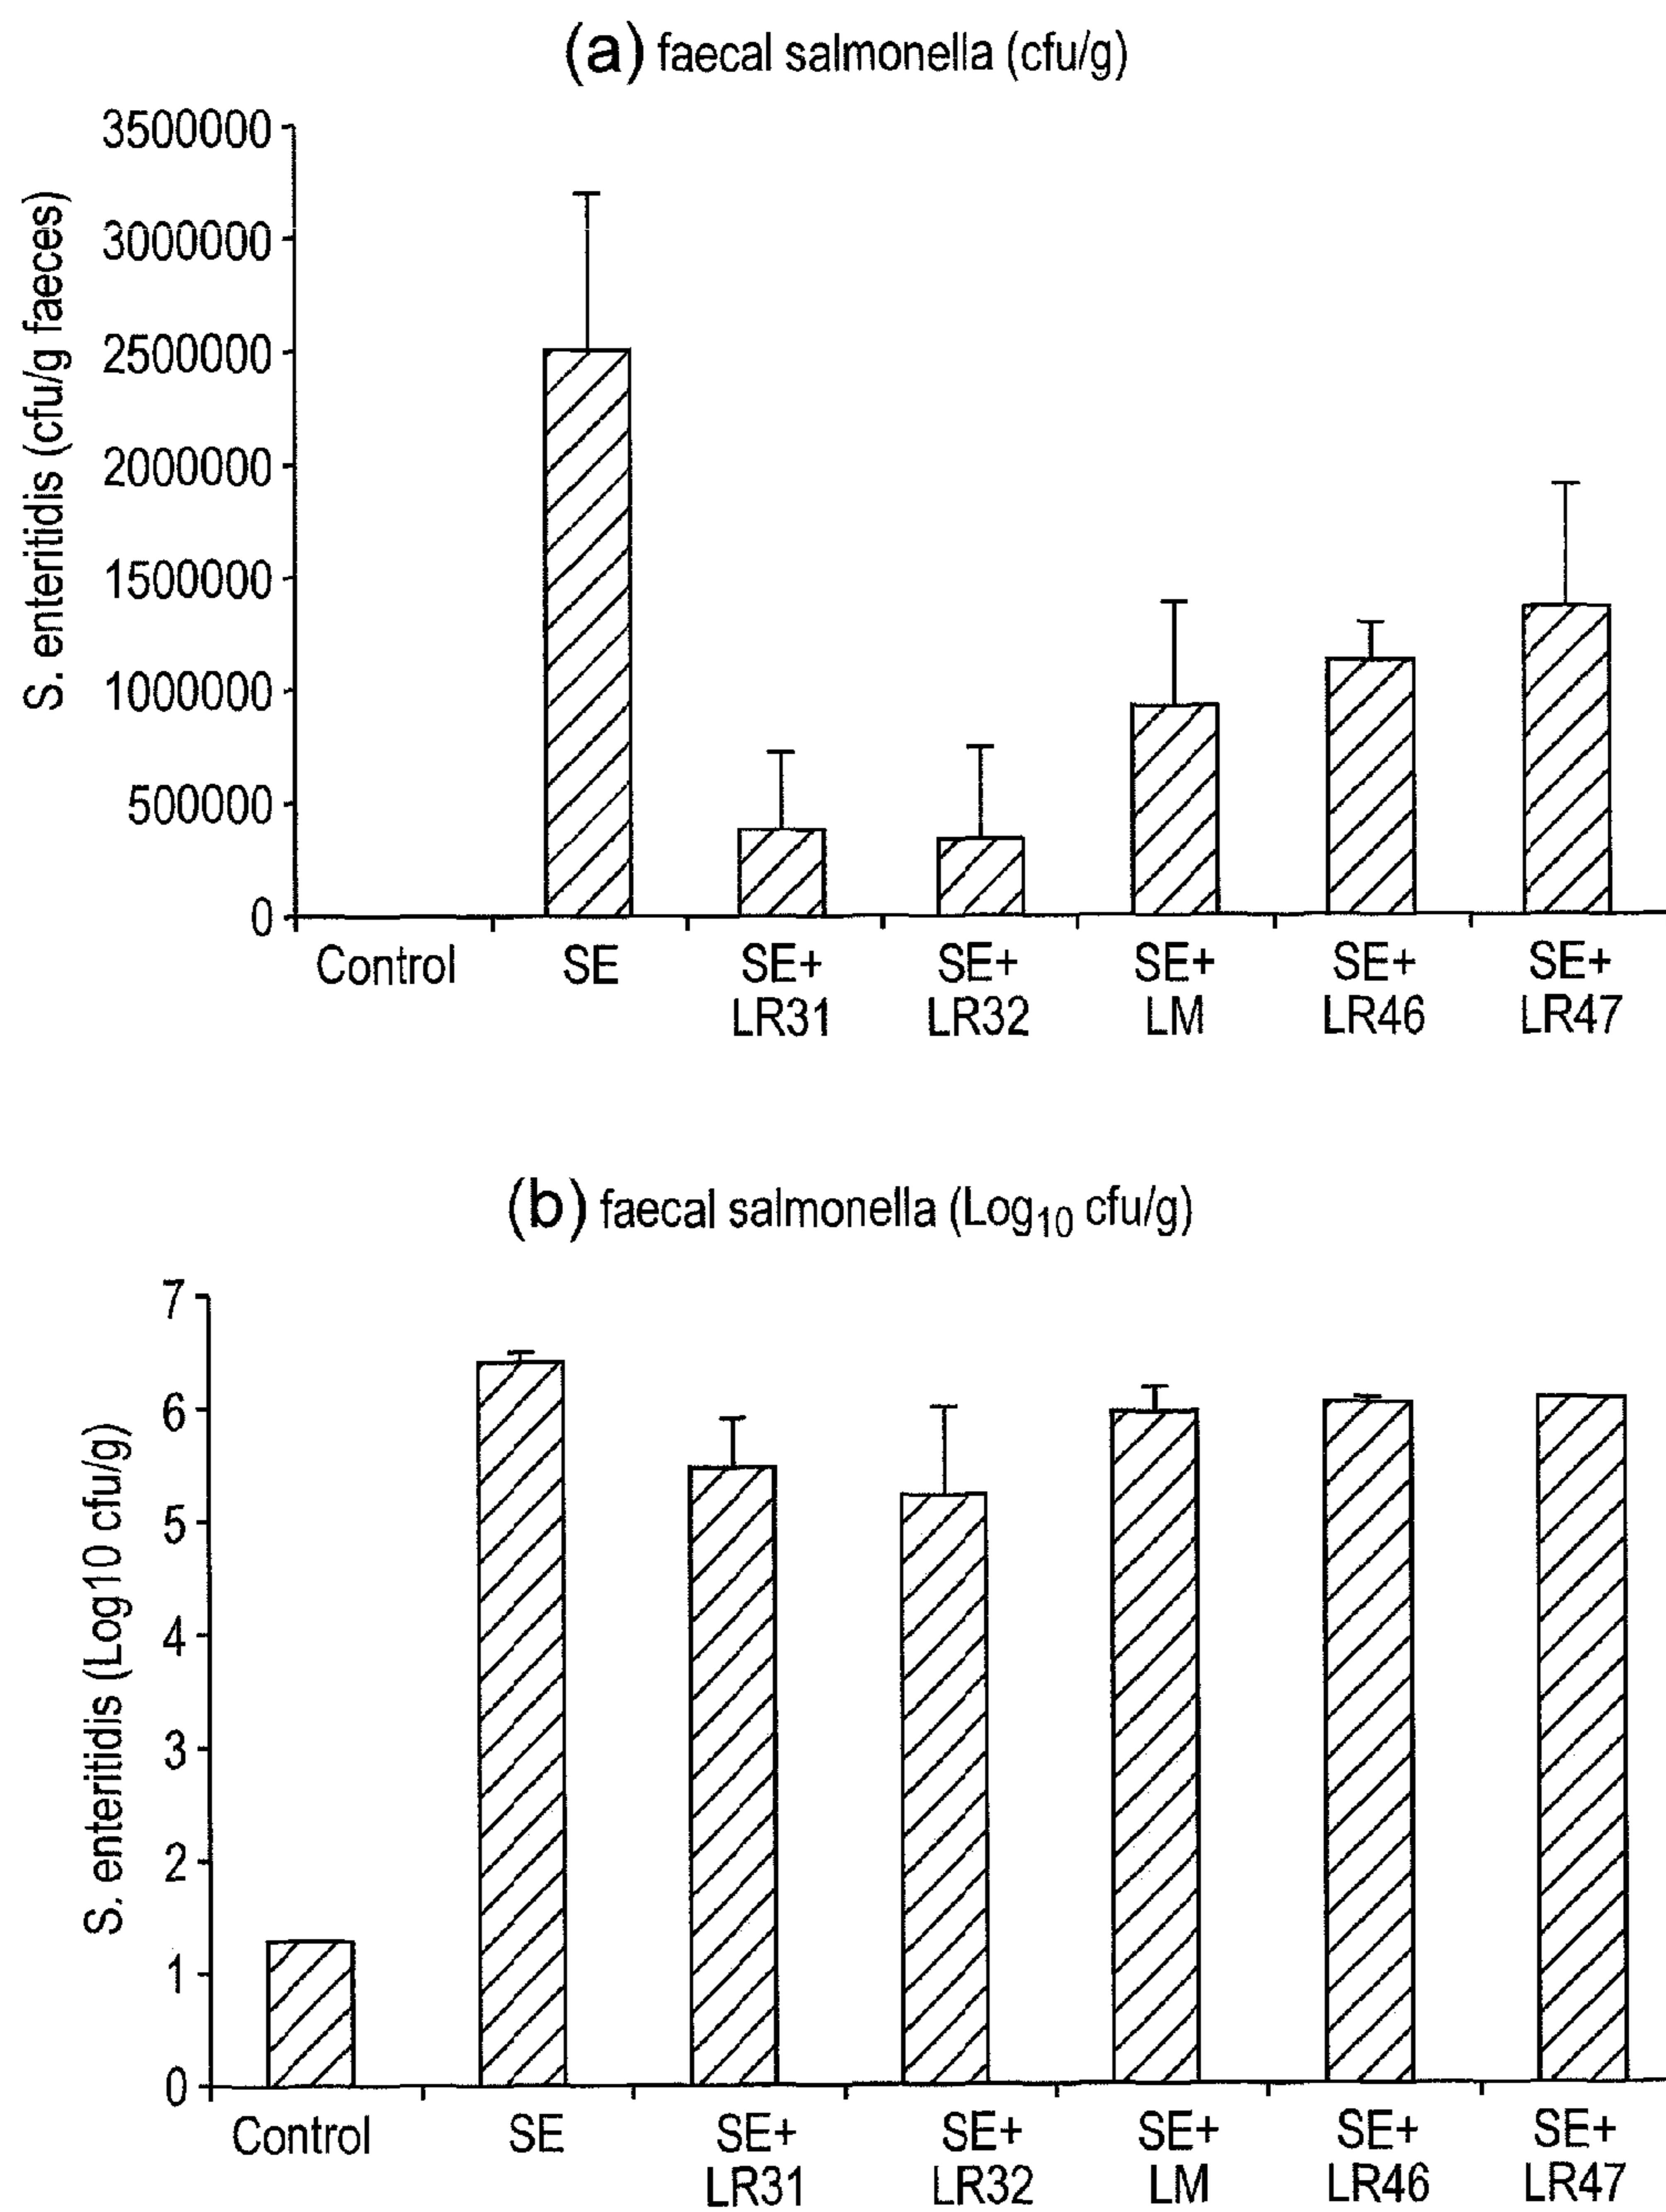 (a) faecal salmonella (cfu/g)
S. enteritidis (cfu/g faeces)
3500000
3000000
2500000
2000000
1500000
1000000
500000
0
Control SE SE+ SE+ SE+ SE+ SE+
LR31 LR32 LM LR46 LR47
(b) faecal salmonella (Log10 cfu/g)
S. enteritidis (Log10 cfu/g)
7
6
5
4
3
2
1
0
Control SE SE+ SE+ SE+ SE+ SE+
LR31 LR32 LM LR46 LR47